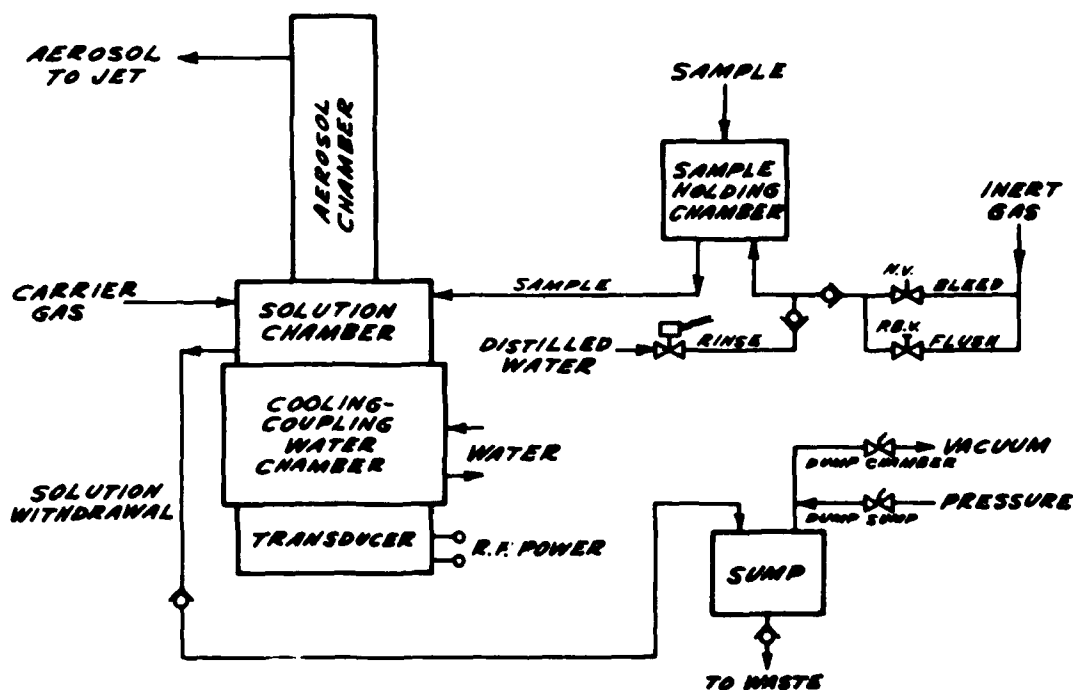 AEROSOL
TO JET
AEROSOL
CHAMBER
SAMPLE
SAMPLE
HOLDING
CHAMBER
INERT
GAS
CARRIER
GAS
SOLUTION
CHAMBER
SAMPLE
N.V.
BLEED
DISTILLED
WATER
RINSE
R.B.V.
FLUSH
COOLING-
COUPLING
WATER
CHAMBER
WATER
SOLUTION
WITHDRAWAL
TRANSDUCER
R.F. POWER
DUMP CHAMBER
VACUUM
DUMP SUMP
PRESSURE
SUMP
TO WASTE